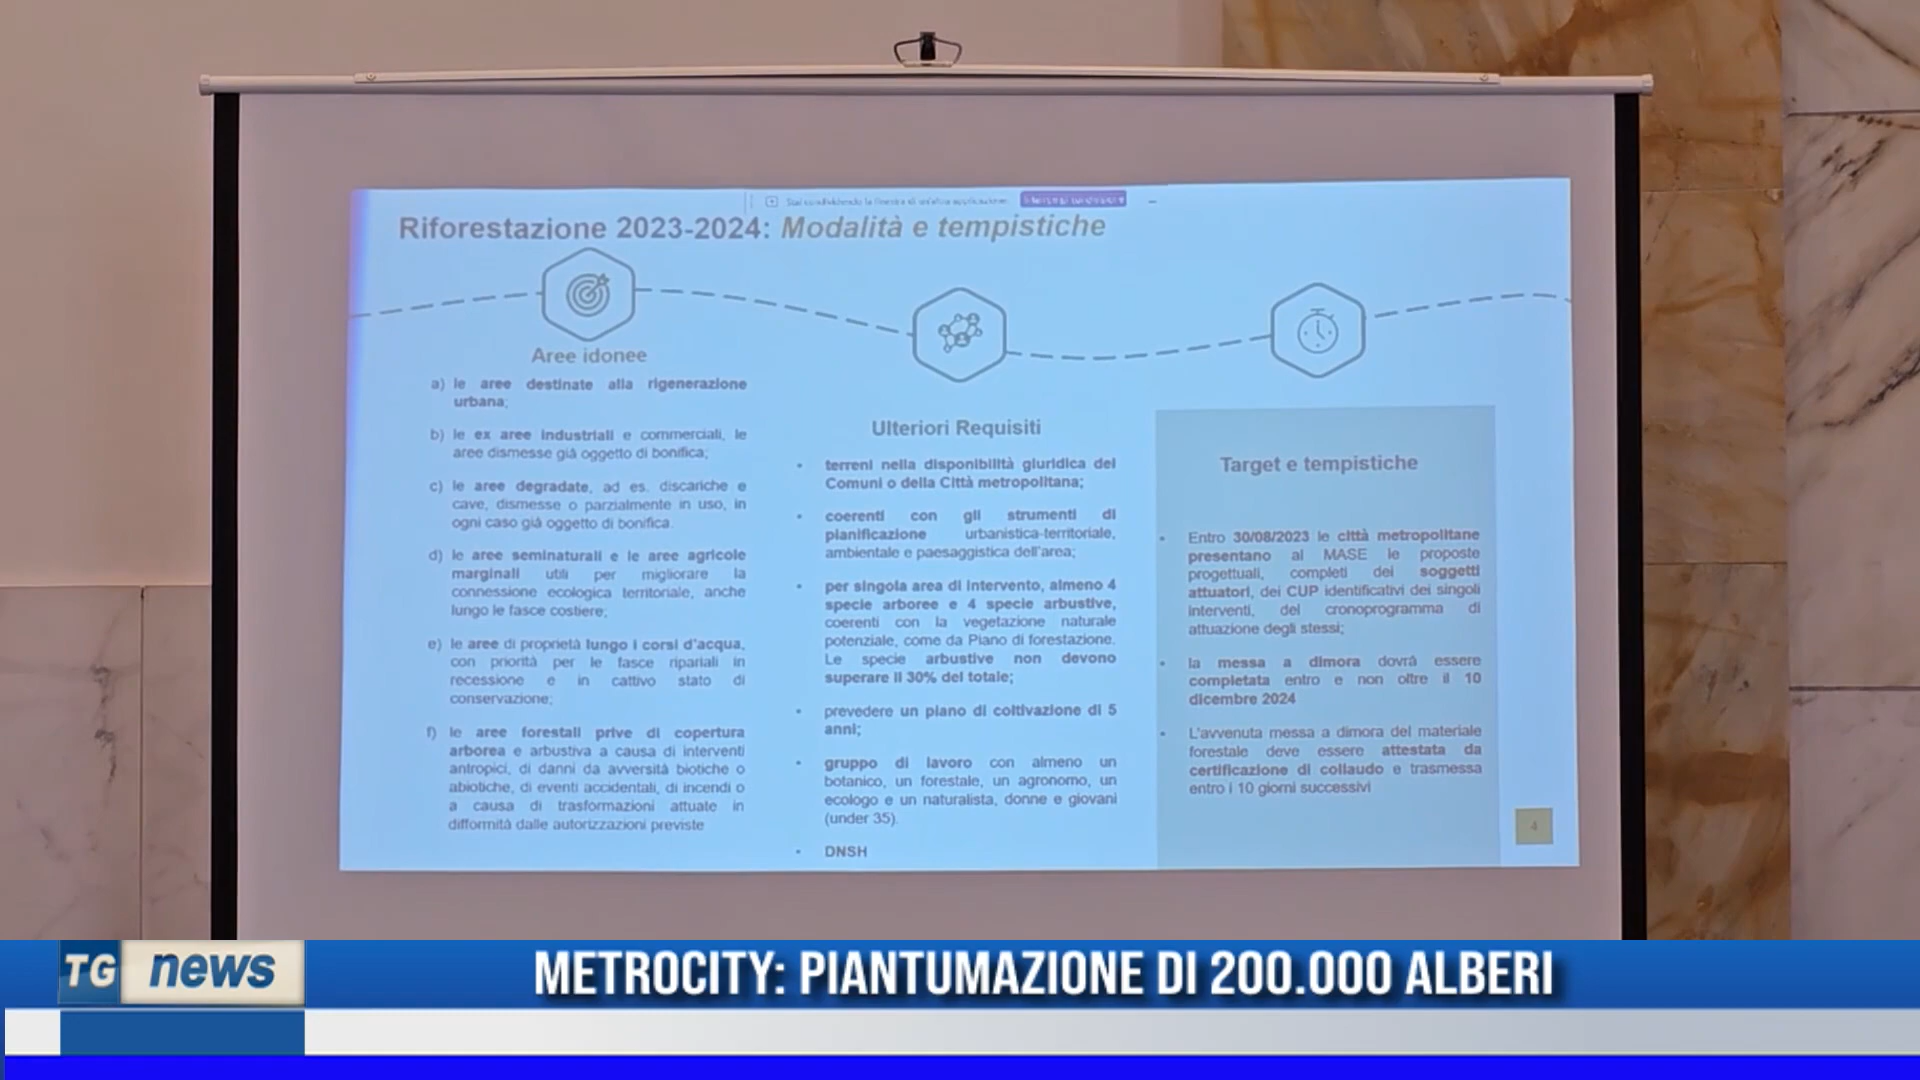 Stai condividendo la finestra di un'altra applicazione
Riforestazione 2023-2024: Modalità e tempistiche
Aree idonee
a) le aree destinate alla rigenerazione
urbana;
b) le ex aree industriali e commerciali, le
aree dismesse già oggetto di bonifica;
c) le aree degradate, ad es. discariche e
cave, dismesse o parzialmente in uso, in
ogni caso già oggetto di bonifica.
d) le aree seminaturali e le aree agricole
marginali utili per migliorare la
connessione ecologica territoriale, anche
lungo le fasce costiere;
e) le aree di proprietà lungo i corsi d'acqua,
con priorità per le fasce ripariali in
recessione e in cattivo stato di
conservazione;
f) le aree forestali prive di copertura
arborea e arbustiva a causa di interventi
antropici, di danni da avversità biotiche o
abiotiche, di eventi accidentali, di incendi o
a causa di trasformazioni attuate in
difformità dalle autorizzazioni previste
Ulteriori Requisiti
• terreni nella disponibilità giuridica dei
Comuni o della Città metropolitana;
• coerenti con gli strumenti di
pianificazione urbanistica-territoriale,
ambientale e paesaggistica dell'area;
• per singola area di intervento, almeno 4
specie arboree e 4 specie arbustive,
coerenti con la vegetazione naturale
potenziale, come da Piano di forestazione.
Le specie arbustive non devono
superare il 30% del totale;
• prevedere un piano di coltivazione di 5
anni;
• gruppo di lavoro con almeno un
botanico, un forestale, un agronomo, un
ecologo e un naturalista, donne e giovani
(under 35).
• DNSH
Target e tempistiche
• Entro 30/08/2023 le città metropolitane
presentano al MASE le proposte
progettuali, completi dei soggetti
attuatori, dei CUP identificativi dei singoli
interventi, del cronoprogramma di
attuazione degli stessi;
• la messa a dimora dovrà essere
completata entro e non oltre il 10
dicembre 2024
• L'avvenuta messa a dimora del materiale
forestale deve essere attestata da
certificazione di collaudo e trasmessa
entro i 10 giorni successivi
4
TG news
METROCITY: PIANTUMAZIONE DI 200.000 ALBERI